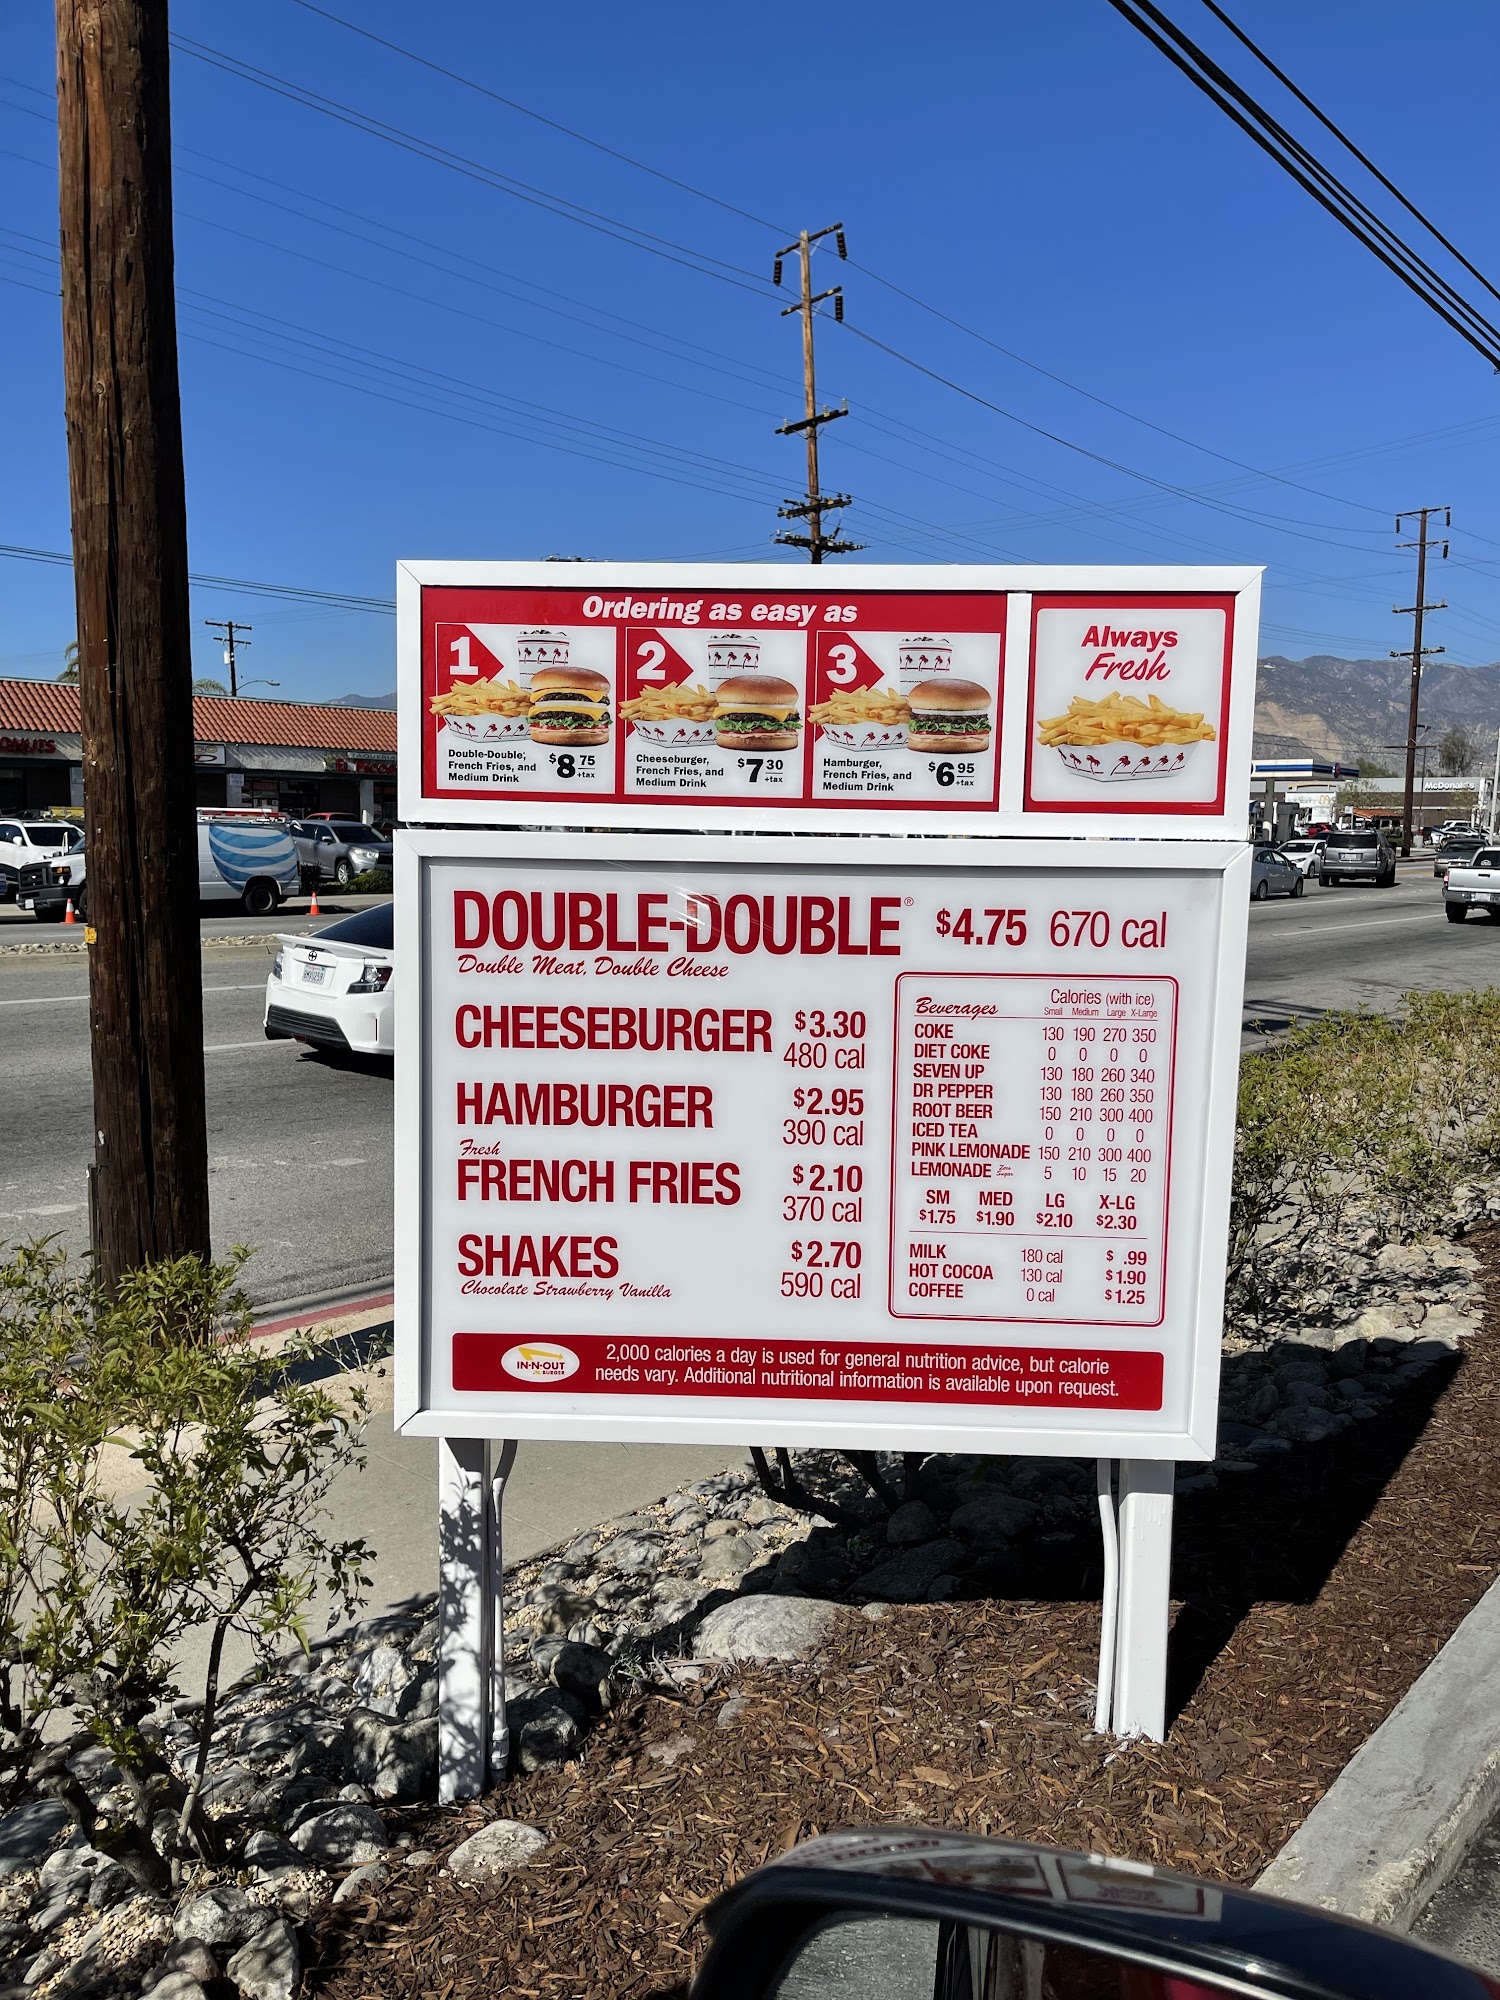 Ordering as easy as
1
Double-Double,
French Fries, and
Medium Drink
$8 75
+tax
2
Cheeseburger,
French Fries, and
Medium Drink
$7 30
+tax
3
Hamburger,
French Fries, and
Medium Drink
$6 95
+tax
Always
Fresh
DOUBLE-DOUBLE® $4.75 670 cal
Double Meat, Double Cheese
CHEESEBURGER $3.30
480 cal
HAMBURGER $2.95
390 cal
Fresh
FRENCH FRIES $2.10
370 cal
SHAKES $2.70
Chocolate Strawberry Vanilla 590 cal
Beverages Calories (with ice)
Small Medium Large X-Large
COKE 130 190 270 350
DIET COKE 0 0 0 0
SEVEN UP 130 180 260 340
DR PEPPER 130 180 260 350
ROOT BEER 150 210 300 400
ICED TEA 0 0 0 0
PINK LEMONADE 150 210 300 400
LEMONADE Zero Sugar 5 10 15 20
SM MED LG X-LG
$1.75 $1.90 $2.10 $2.30
MILK 180 cal $ .99
HOT COCOA 130 cal $1.90
COFFEE 0 cal $1.25
IN-N-OUT
BURGER
2,000 calories a day is used for general nutrition advice, but calorie
needs vary. Additional nutritional information is available upon request.
McDonald's